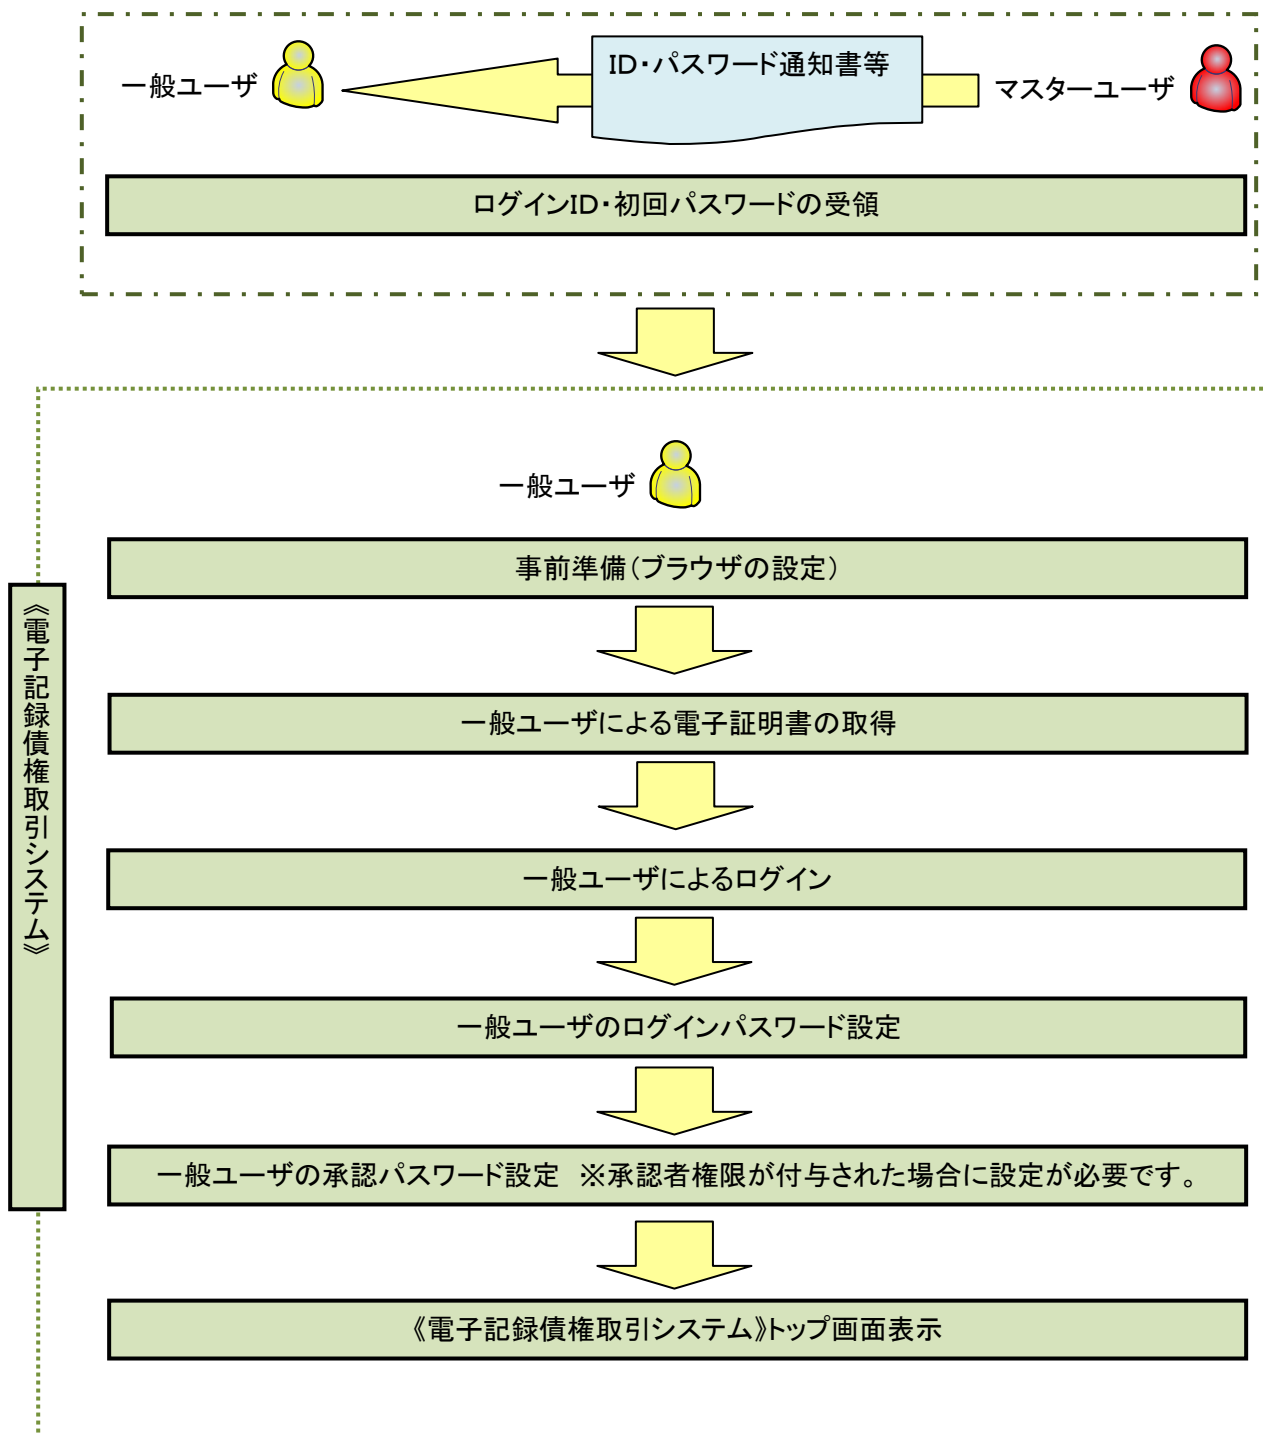 一般ユーザ
ID・パスワード通知書等
マスターユーザ
ログインID・初回パスワードの受領
一般ユーザ
《電子記録債権取引システム》
事前準備(ブラウザの設定)
一般ユーザによる電子証明書の取得
一般ユーザによるログイン
一般ユーザのログインパスワード設定
一般ユーザの承認パスワード設定　※承認者権限が付与された場合に設定が必要です。
《電子記録債権取引システム》トップ画面表示